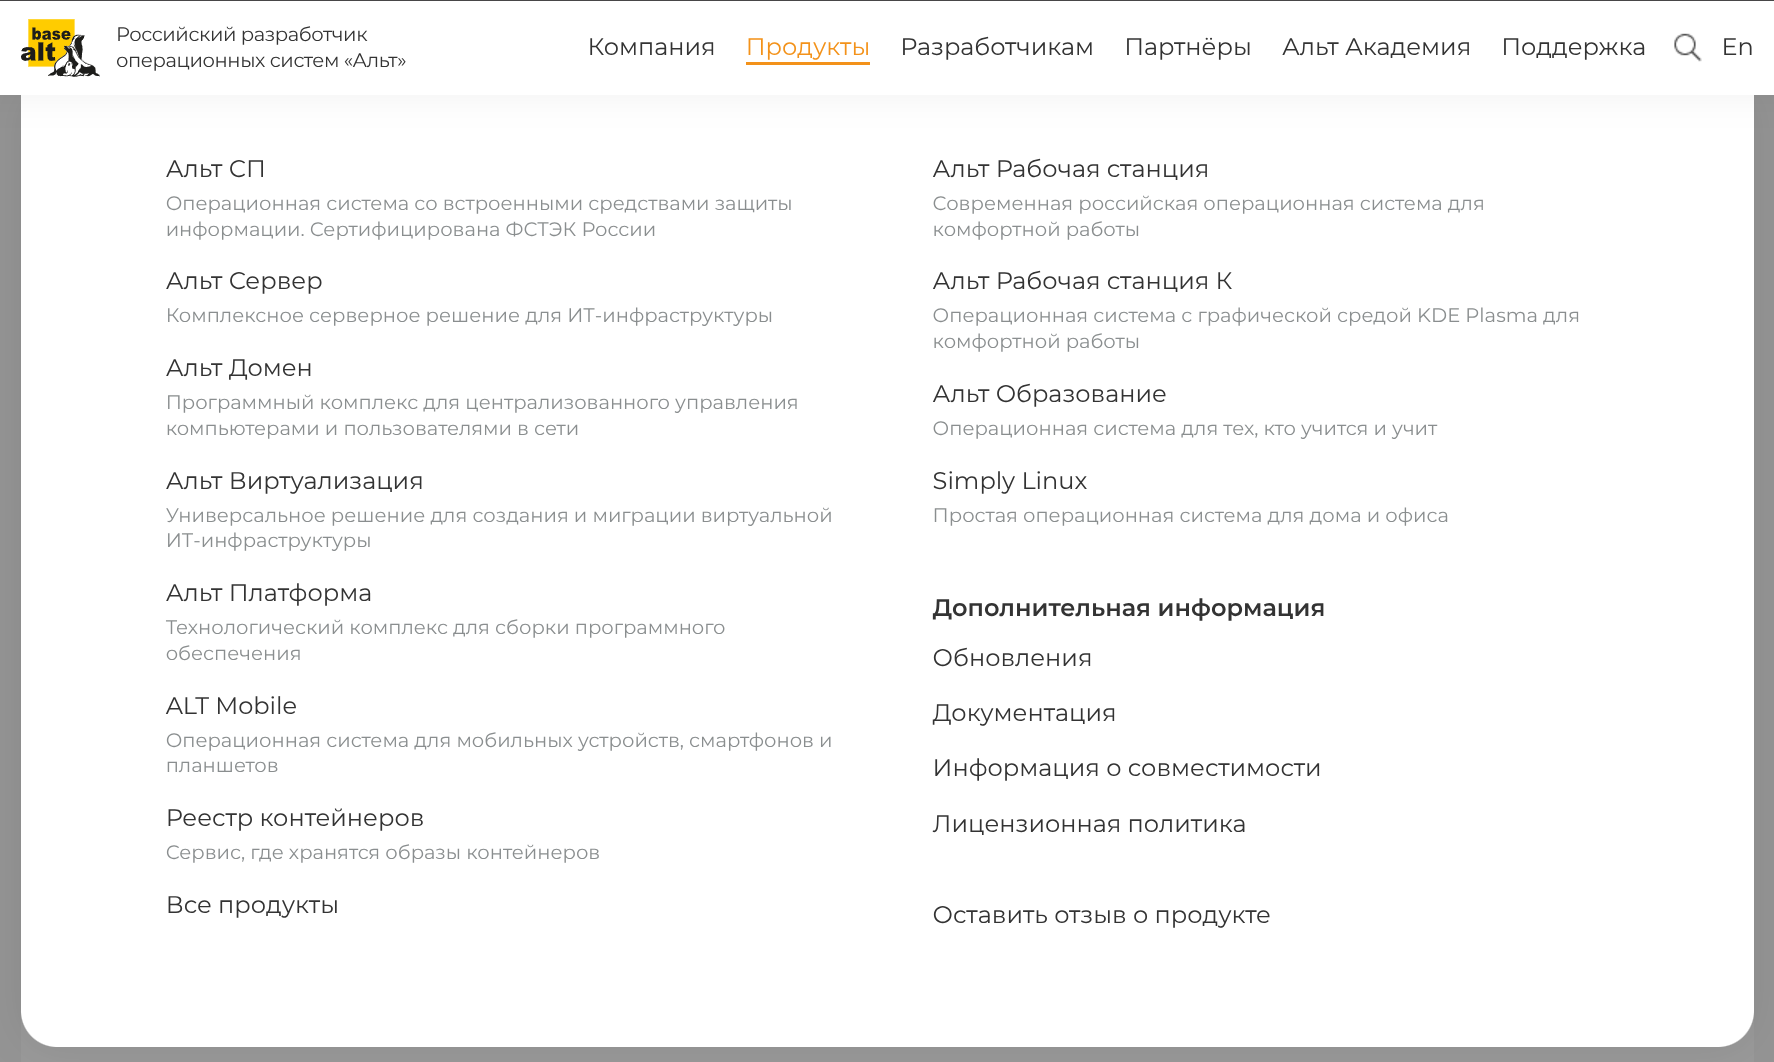 base
alt
Российский разработчик
операционных систем «Альт»
Компания
Продукты
Разработчикам
Партнёры
Альт Академия
Поддержка
En
Альт СП
Операционная система со встроенными средствами защиты
информации. Сертифицирована ФСТЭК России
Альт Сервер
Комплексное серверное решение для ИТ-инфраструктуры
Альт Домен
Программный комплекс для централизованного управления
компьютерами и пользователями в сети
Альт Виртуализация
Универсальное решение для создания и миграции виртуальной
ИТ-инфраструктуры
Альт Платформа
Технологический комплекс для сборки программного
обеспечения
ALT Mobile
Операционная система для мобильных устройств, смартфонов и
планшетов
Реестр контейнеров
Сервис, где хранятся образы контейнеров
Все продукты
Альт Рабочая станция
Современная российская операционная система для
комфортной работы
Альт Рабочая станция К
Операционная система с графической средой KDE Plasma для
комфортной работы
Альт Образование
Операционная система для тех, кто учится и учит
Simply Linux
Простая операционная система для дома и офиса
Дополнительная информация
Обновления
Документация
Информация о совместимости
Лицензионная политика
Оставить отзыв о продукте